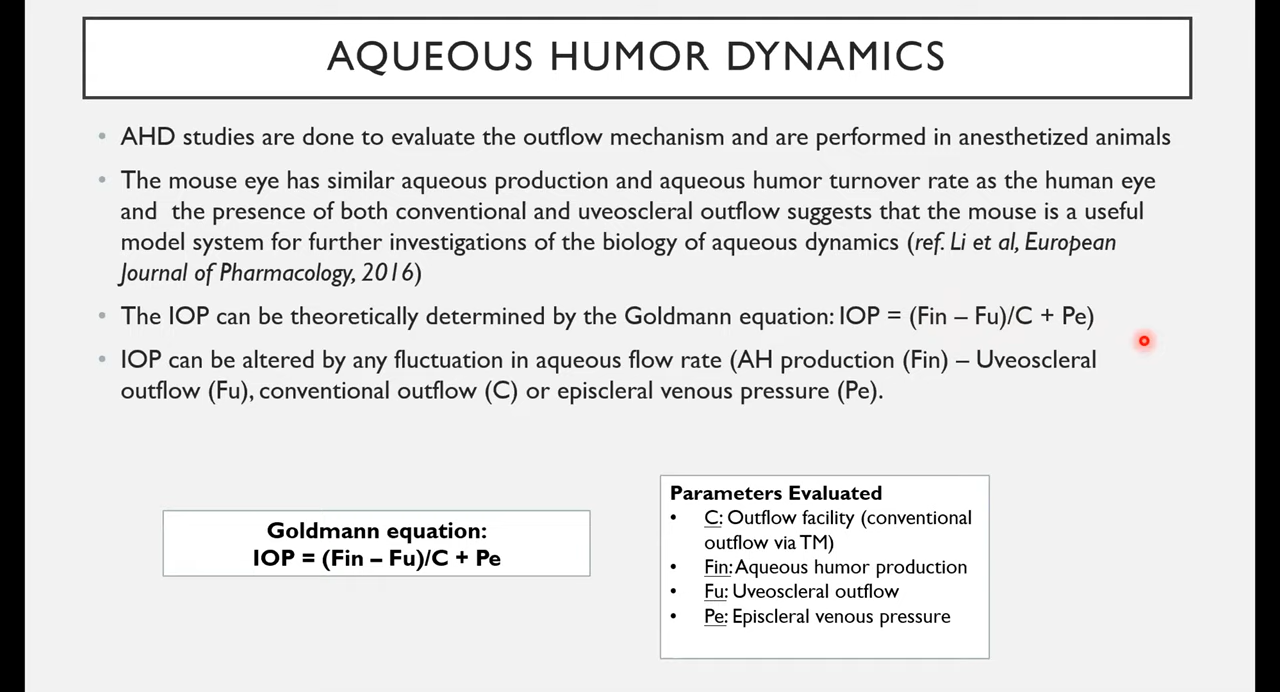 AQUEOUS HUMOR DYNAMICS
• AHD studies are done to evaluate the outflow mechanism and are performed in anesthetized animals
• The mouse eye has similar aqueous production and aqueous humor turnover rate as the human eye
and the presence of both conventional and uveoscleral outflow suggests that the mouse is a useful
model system for further investigations of the biology of aqueous dynamics (ref. Li et al, European
Journal of Pharmacology, 2016)
• The IOP can be theoretically determined by the Goldmann equation: IOP = (Fin – Fu)/C + Pe)
• IOP can be altered by any fluctuation in aqueous flow rate (AH production (Fin) – Uveoscleral
outflow (Fu), conventional outflow (C) or episcleral venous pressure (Pe).
Goldmann equation:
IOP = (Fin – Fu)/C + Pe
Parameters Evaluated
• C: Outflow facility (conventional
outflow via TM)
• Fin: Aqueous humor production
• Fu: Uveoscleral outflow
• Pe: Episcleral venous pressure